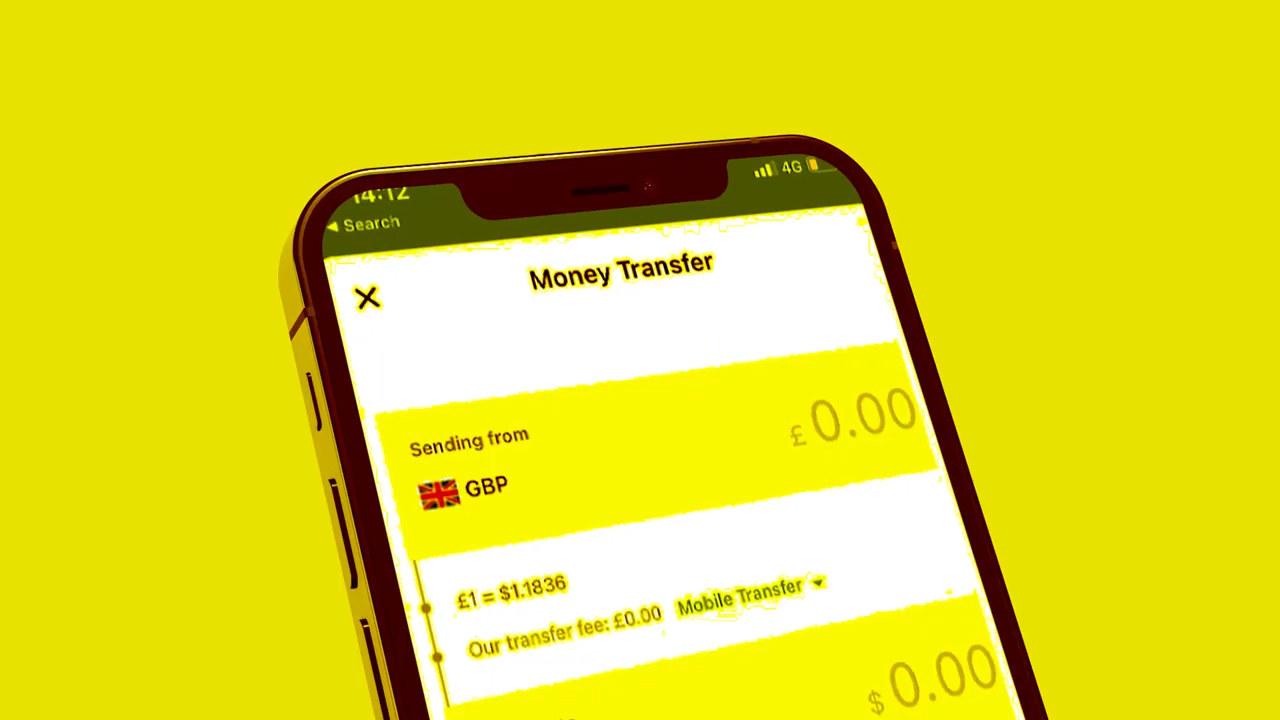 14:12
4G
Search
Money Transfer
Sending from
£ 0.00
GBP
£1 = $1.1836
Our transfer fee: £0.00 Mobile Transfer
$ 0.00